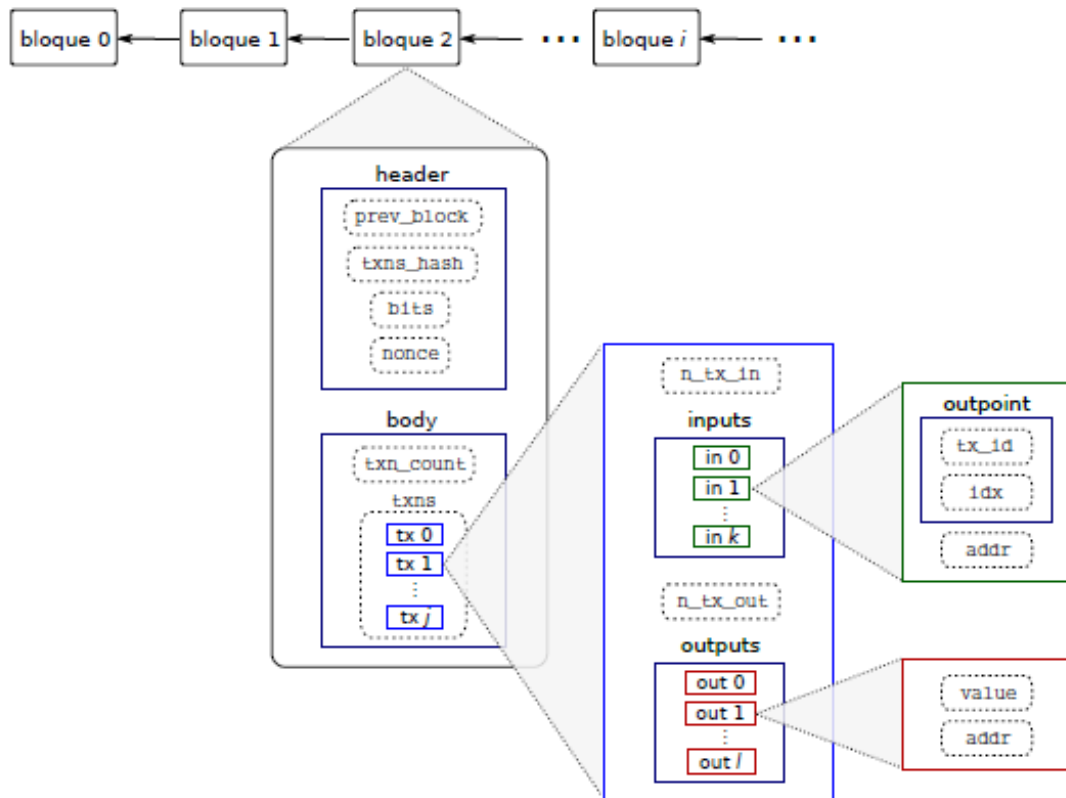 bloque 0
bloque 1
bloque 2
...
bloque i
...
header
prev_block
txns_hash
bits
nonce
body
txn_count
txns
tx 0
tx 1
⋮
tx j
n_tx_in
inputs
in 0
in 1
⋮
in k
n_tx_out
outputs
out 0
out 1
⋮
out l
outpoint
tx_id
idx
addr
value
addr